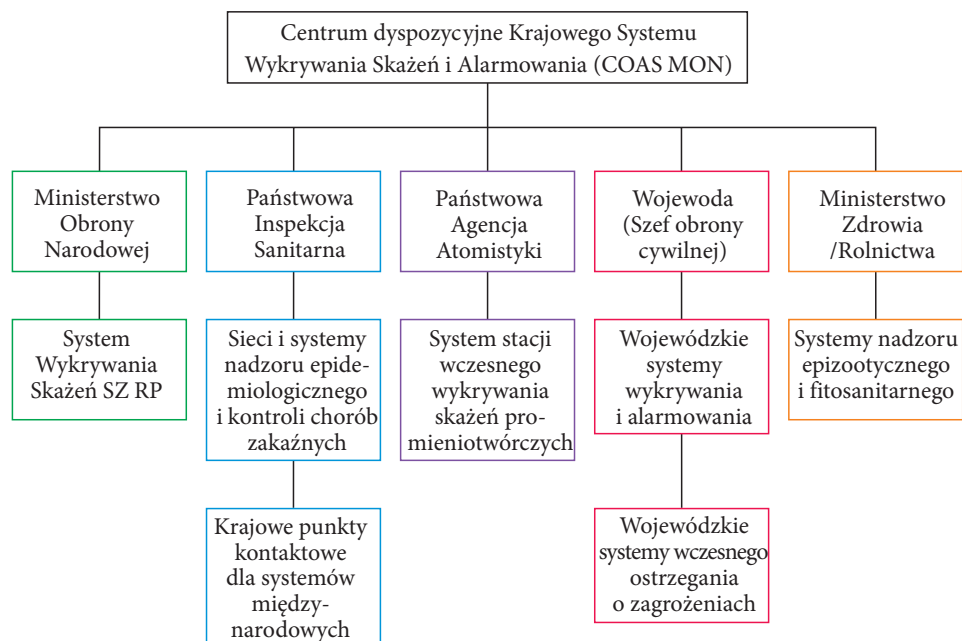 Centrum dyspozycyjne Krajowego Systemu
Wykrywania Skażeń i Alarmowania (COAS MON)
Ministerstwo
Obrony
Narodowej
Państwowa
Inspekcja
Sanitarna
Państwowa
Agencja
Atomistyki
Wojewoda
(Szef obrony
cywilnej)
Ministerstwo
Zdrowia
/Rolnictwa
System
Wykrywania
Skażeń SZ RP
Sieci i systemy
nadzoru epide-
miologicznego
i kontroli chorób
zakaźnych
System stacji
wczesnego
wykrywania
skażeń pro-
mieniotwórczych
Wojewódzkie
systemy
wykrywania
i alarmowania
Systemy nadzoru
epizootycznego
i fitosanitarnego
Krajowe punkty
kontaktowe
dla systemów
między-
narodowych
Wojewódzkie
systemy wczesnego
ostrzegania
o zagrożeniach